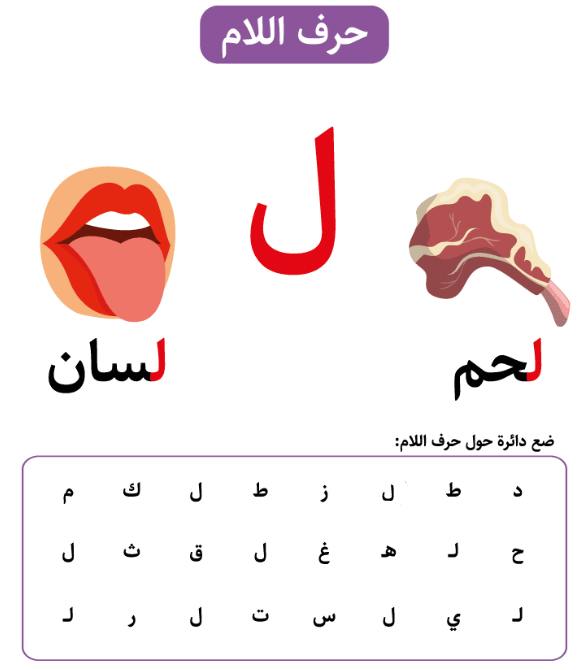 حرف اللام
ل
لحم لسان
ضع دائرة حول حرف اللام:
د ط ل ز ط ل ك م
ح لـ هـ غ ل ق ث ل
لـ ي ل س ت ل ر لـ